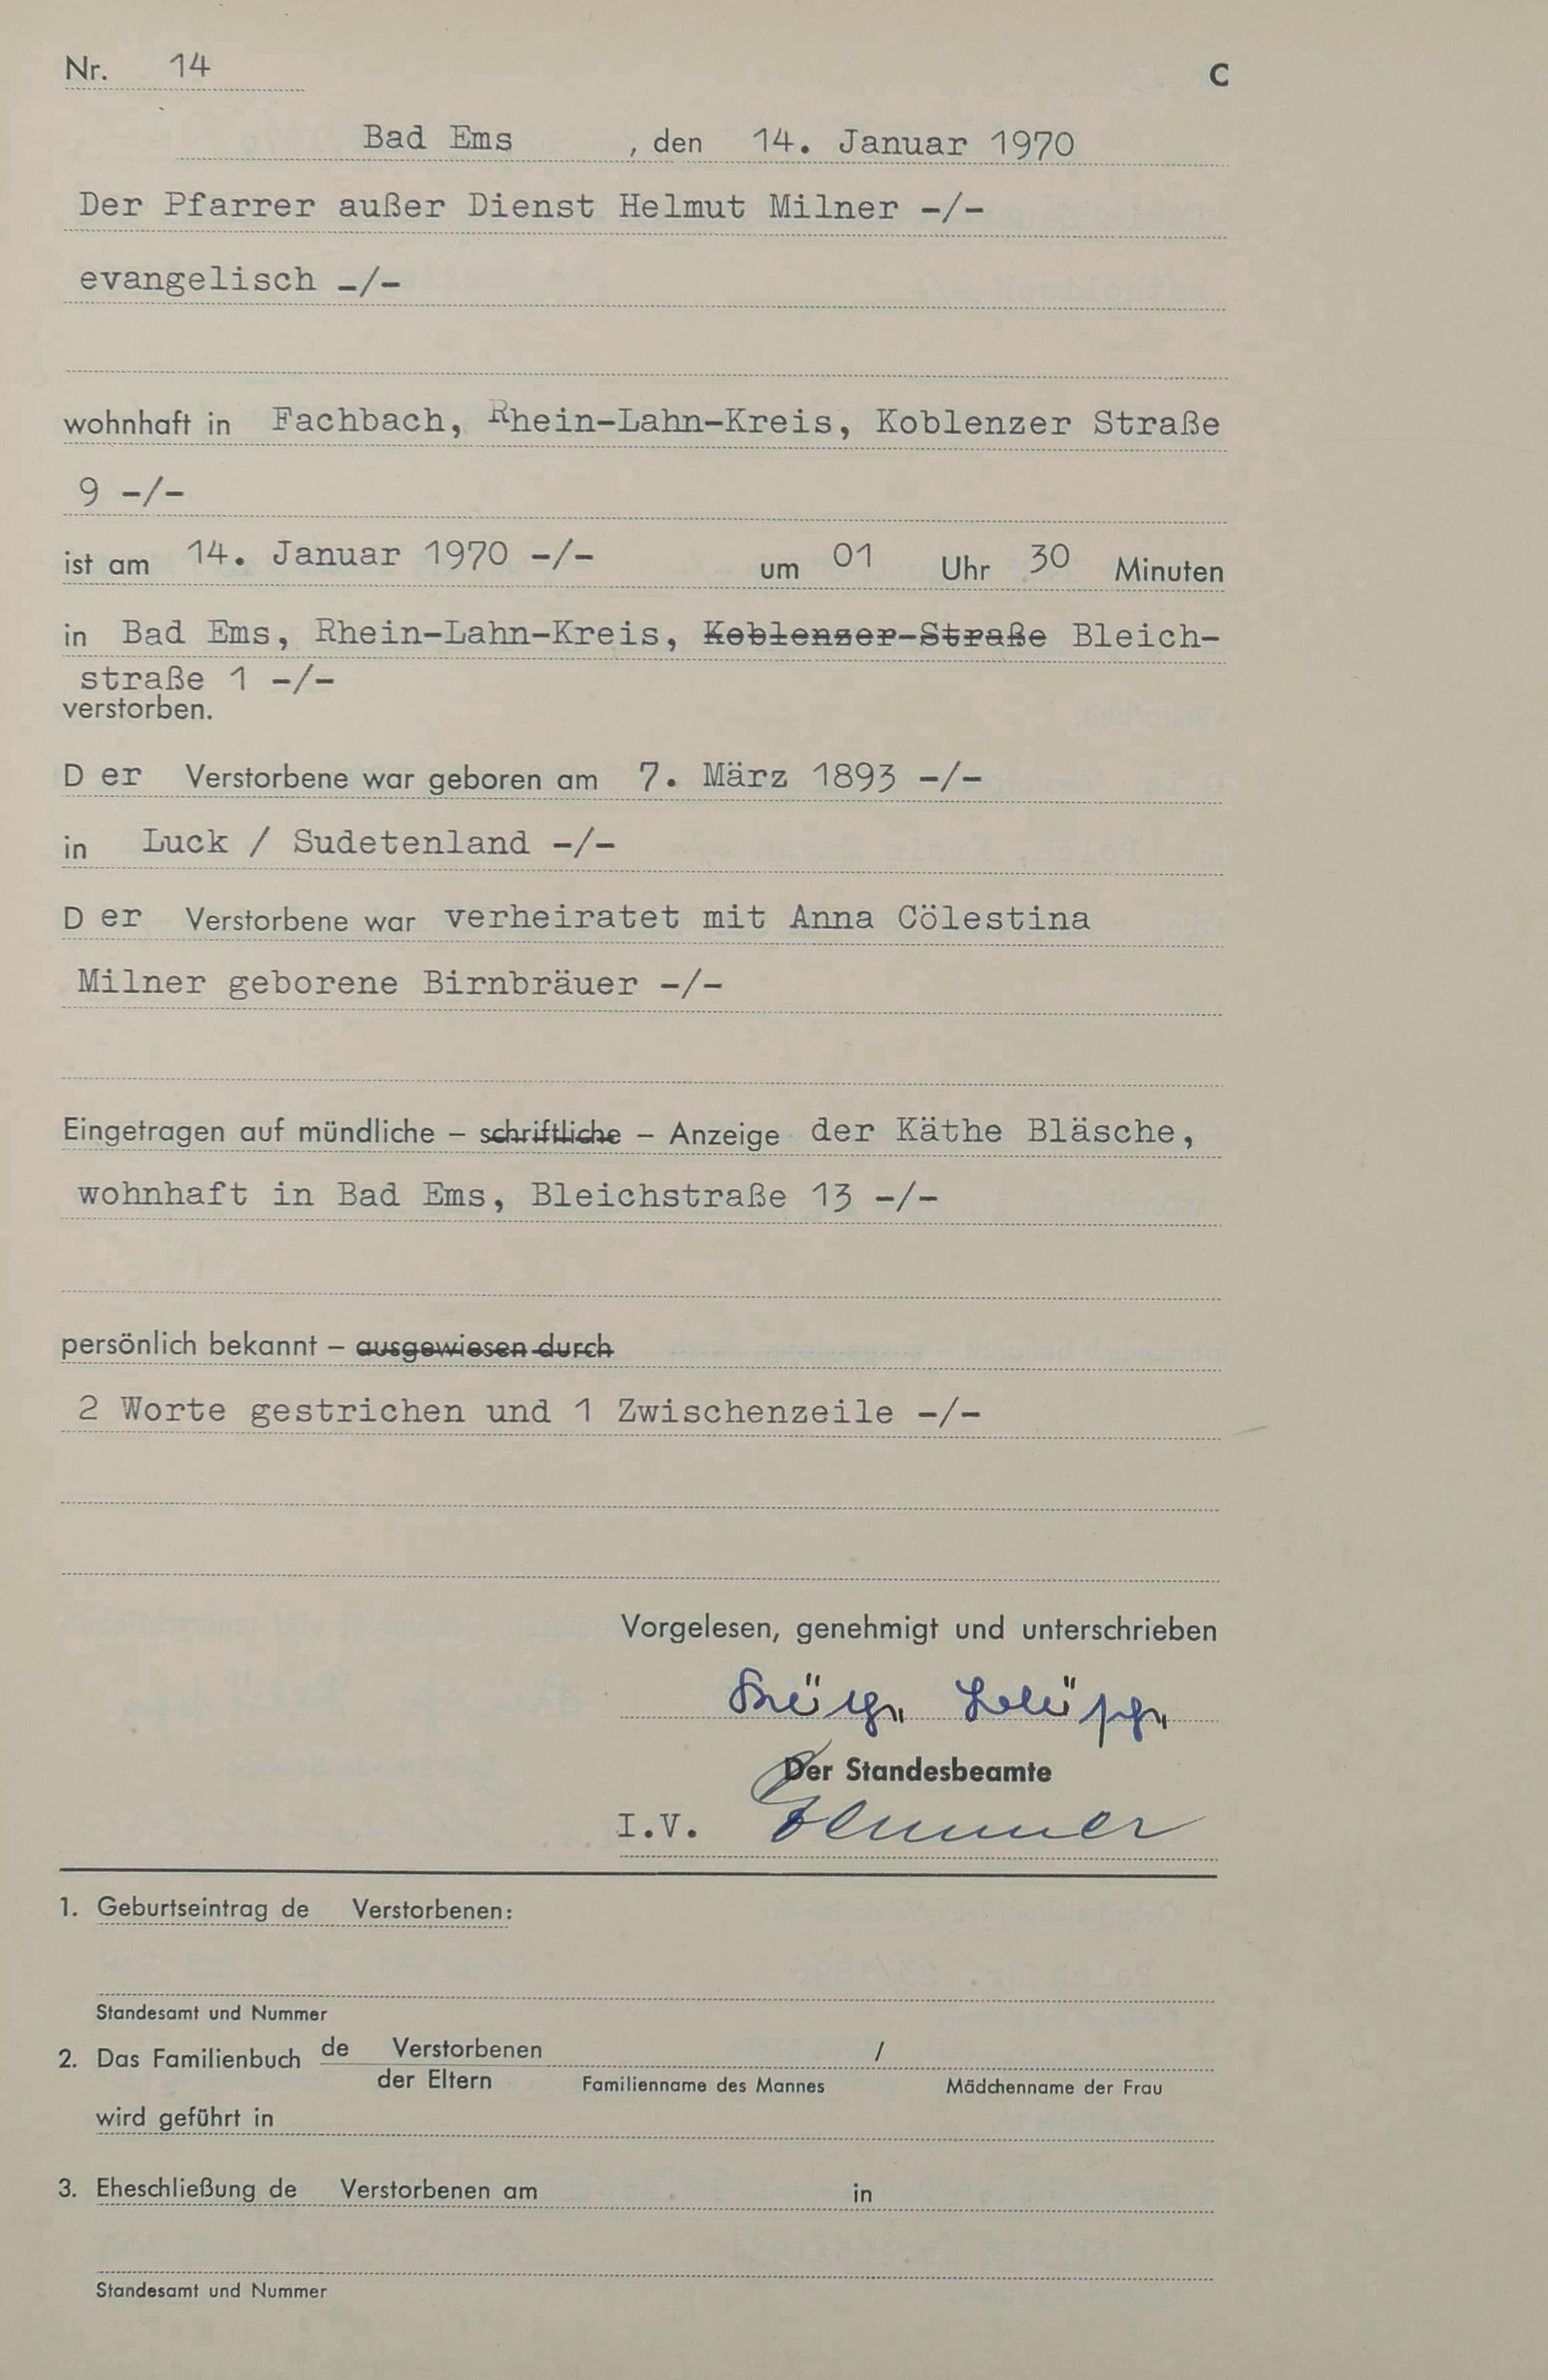 Nr. 14 C
Bad Ems , den 14. Januar 1970
Der Pfarrer außer Dienst Helmut Milner -/-
evangelisch -/-
wohnhaft in Fachbach, Rhein-Lahn-Kreis, Koblenzer Straße
9 -/-
ist am 14. Januar 1970 -/- um 01 Uhr 30 Minuten
in Bad Ems, Rhein-Lahn-Kreis, Koblenzer-Straße Bleich-
straße 1 -/-
verstorben.
D er Verstorbene war geboren am 7. März 1893 -/-
in Luck / Sudetenland -/-
D er Verstorbene war verheiratet mit Anna Cölestina
Milner geborene Birnbräuer -/-
Eingetragen auf mündliche – schriftliche – Anzeige der Käthe Bläsche,
wohnhaft in Bad Ems, Bleichstraße 13 -/-
persönlich bekannt – ausgewiesen durch
2 Worte gestrichen und 1 Zwischenzeile -/-
Vorgelesen, genehmigt und unterschrieben
Käthe Bläsche
Der Standesbeamte
I.V.
1. Geburtseintrag de Verstorbenen:
Standesamt und Nummer
2. Das Familienbuch de Verstorbenen /
der Eltern Familienname des Mannes Mädchenname der Frau
wird geführt in
3. Eheschließung de Verstorbenen am in
Standesamt und Nummer